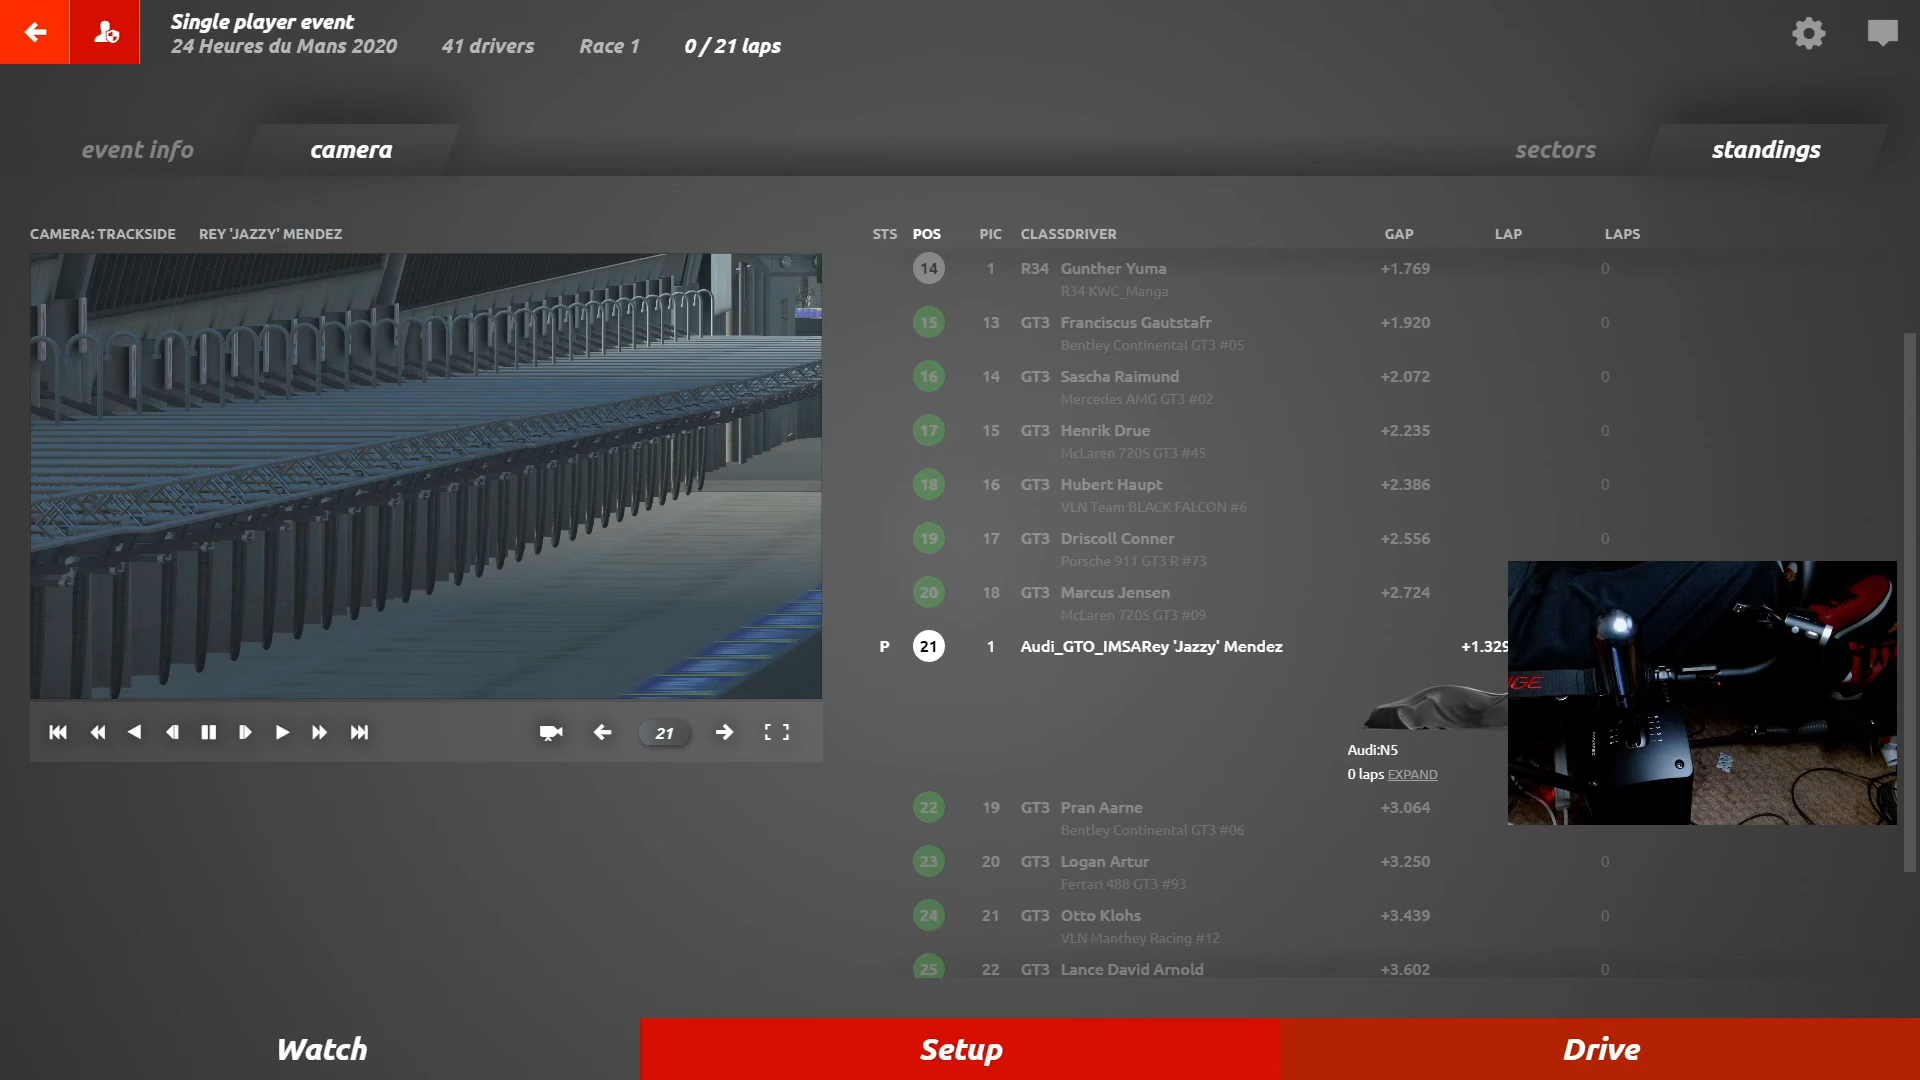 Single player event
24 Heures du Mans 2020 41 drivers Race 1 0 / 21 laps
event info camera sectors standings
CAMERA: TRACKSIDE REY 'JAZZY' MENDEZ
STS POS PIC CLASSDRIVER GAP LAP LAPS
14 1 R34 Gunther Yuma +1.769 0
R34 KWC_Manga
15 13 GT3 Franciscus Gautstafr +1.920 0
Bentley Continental GT3 #05
16 14 GT3 Sascha Raimund +2.072 0
Mercedes AMG GT3 #02
17 15 GT3 Henrik Drue +2.235 0
McLaren 720S GT3 #45
18 16 GT3 Hubert Haupt +2.386 0
VLN Team BLACK FALCON #6
19 17 GT3 Driscoll Conner +2.556 0
Porsche 911 GT3 R #73
20 18 GT3 Marcus Jensen +2.724
McLaren 720S GT3 #09
P 21 1 Audi_GTO_IMSARey 'Jazzy' Mendez +1.329
Audi:N5
0 laps EXPAND
21
22 19 GT3 Pran Aarne +3.064
Bentley Continental GT3 #06
23 20 GT3 Logan Artur +3.250 0
Ferrari 488 GT3 #93
24 21 GT3 Otto Klohs +3.439 0
VLN Manthey Racing #12
25 22 GT3 Lance David Arnold +3.602 0
Watch Setup Drive